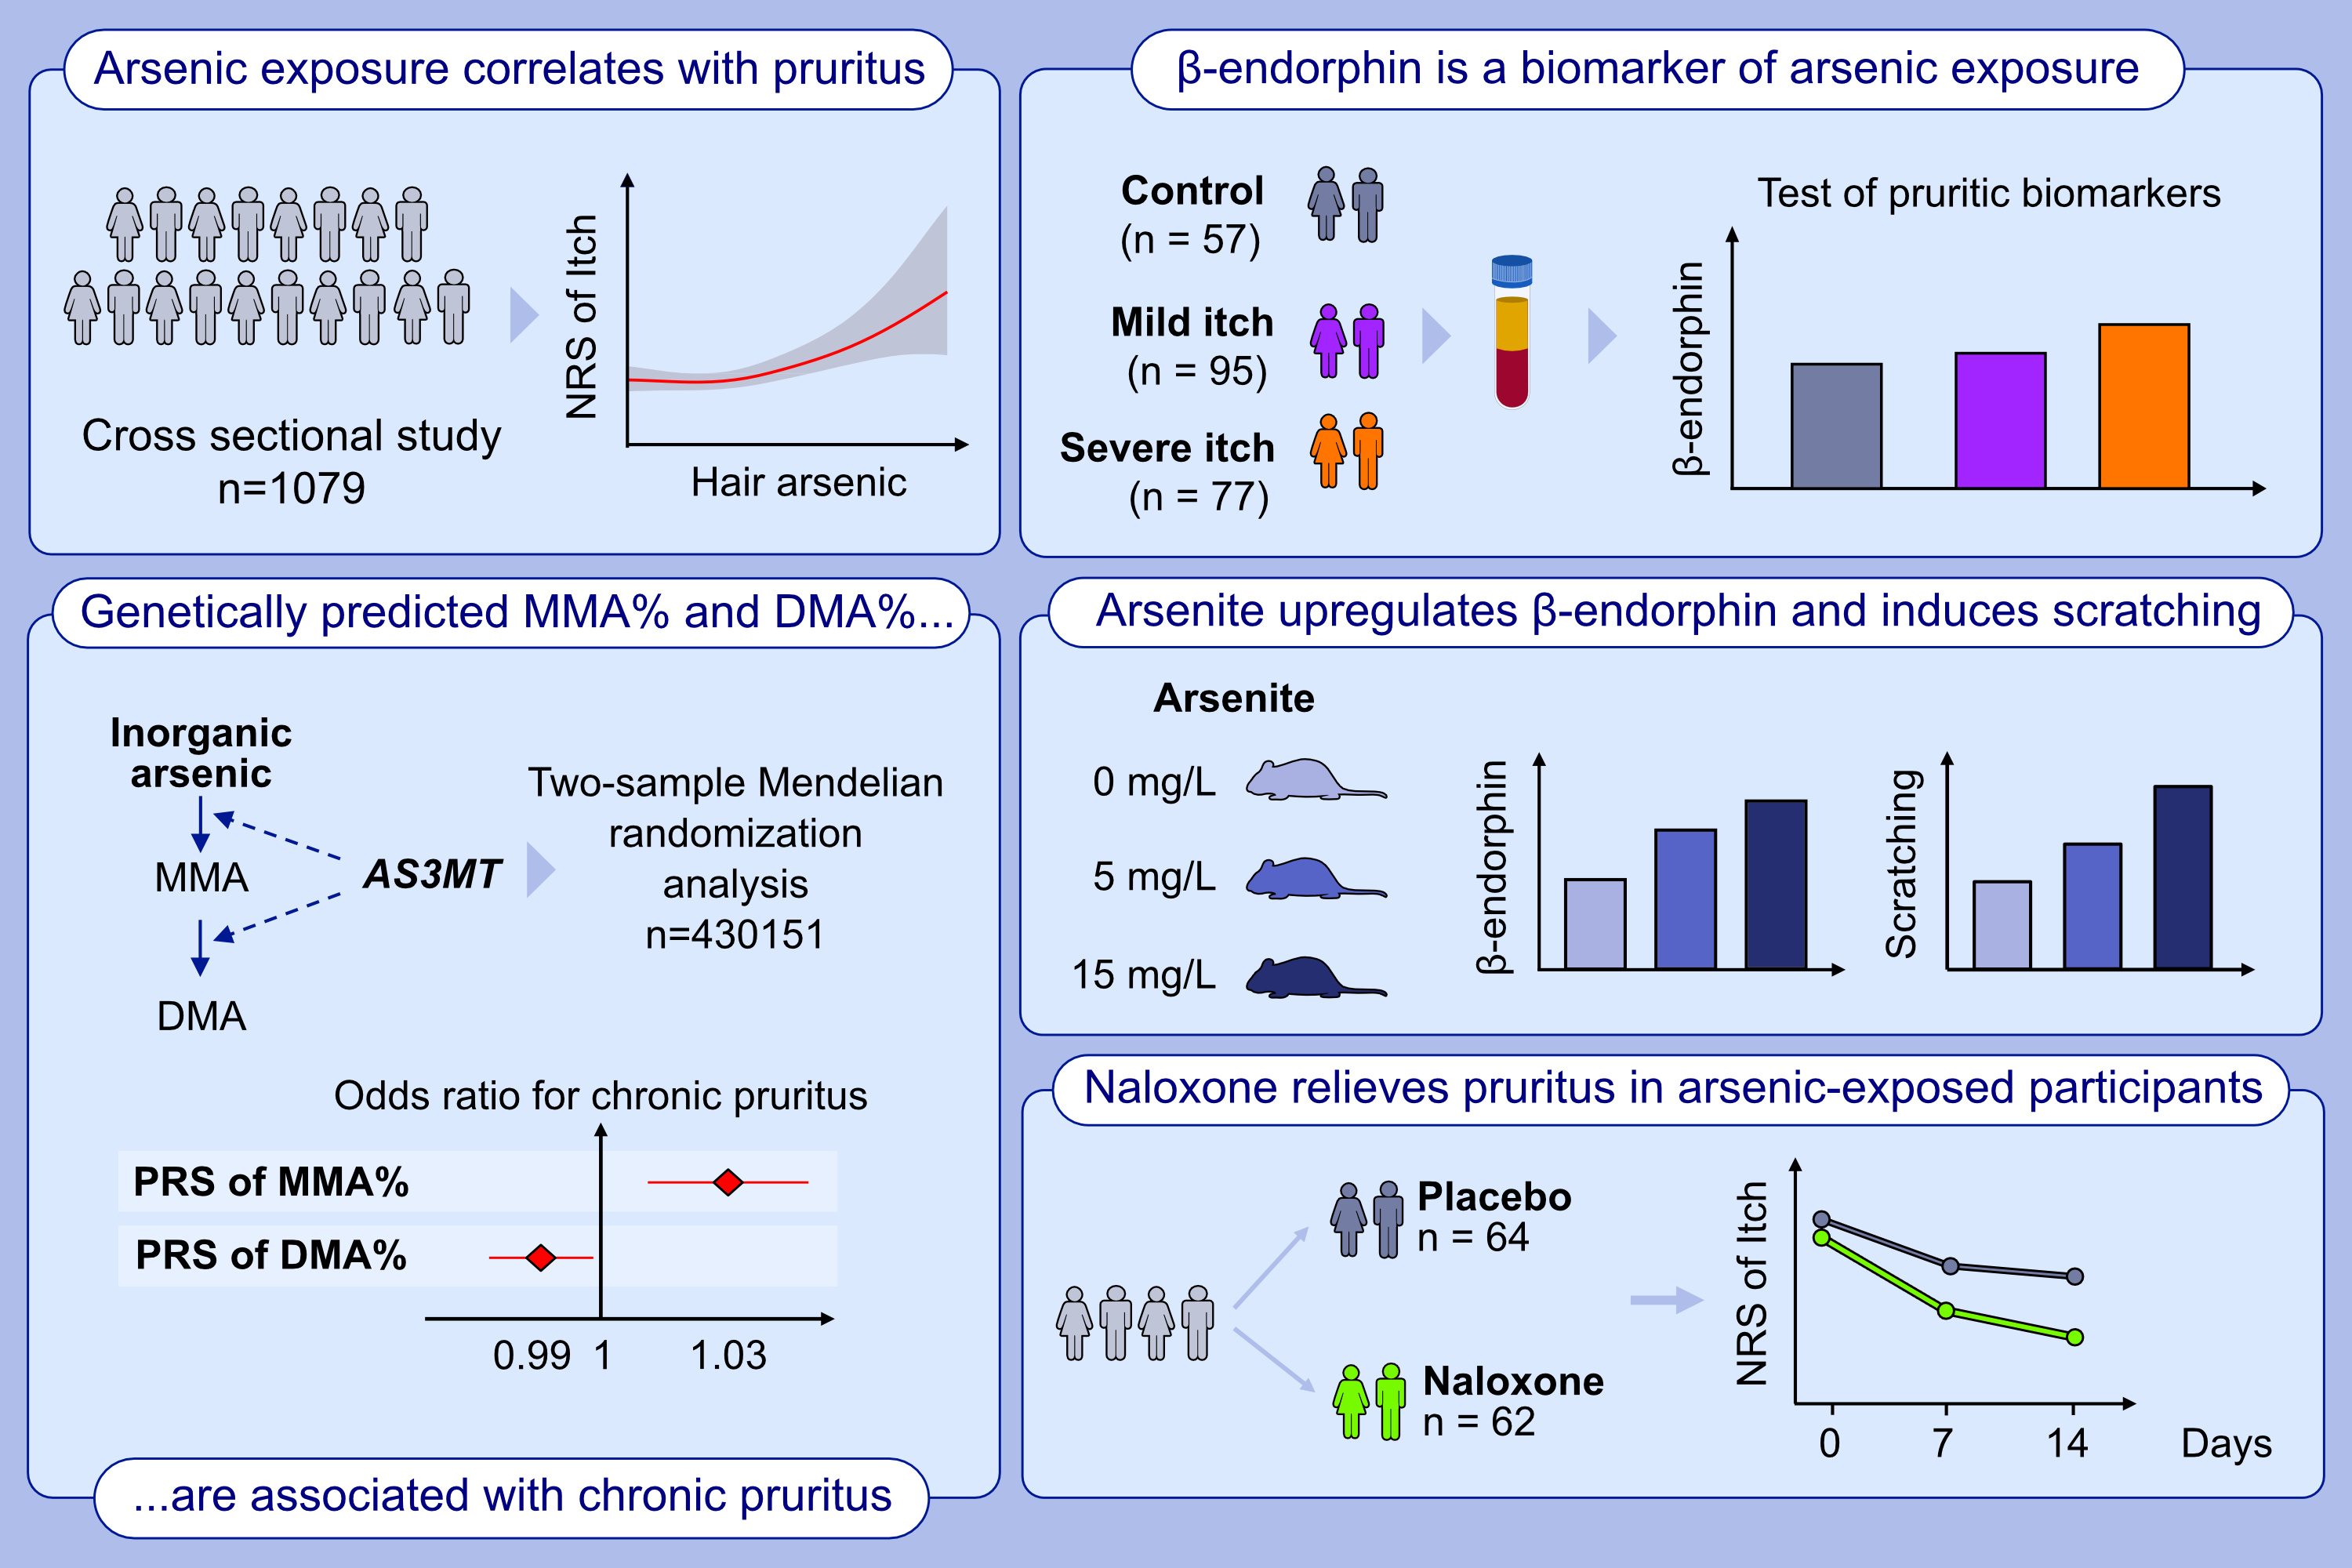 Arsenic exposure correlates with pruritus
Cross sectional study
n=1079
NRS of Itch
Hair arsenic
β-endorphin is a biomarker of arsenic exposure
Control
(n = 57)
Mild itch
(n = 95)
Severe itch
(n = 77)
Test of pruritic biomarkers
β-endorphin
Genetically predicted MMA% and DMA%...
Inorganic
arsenic
MMA
DMA
AS3MT
Two-sample Mendelian
randomization
analysis
n=430151
Odds ratio for chronic pruritus
PRS of MMA%
PRS of DMA%
0.99 1 1.03
...are associated with chronic pruritus
Arsenite upregulates β-endorphin and induces scratching
Arsenite
0 mg/L
5 mg/L
15 mg/L
β-endorphin
Scratching
Naloxone relieves pruritus in arsenic-exposed participants
Placebo
n = 64
Naloxone
n = 62
NRS of Itch
0 7 14 Days